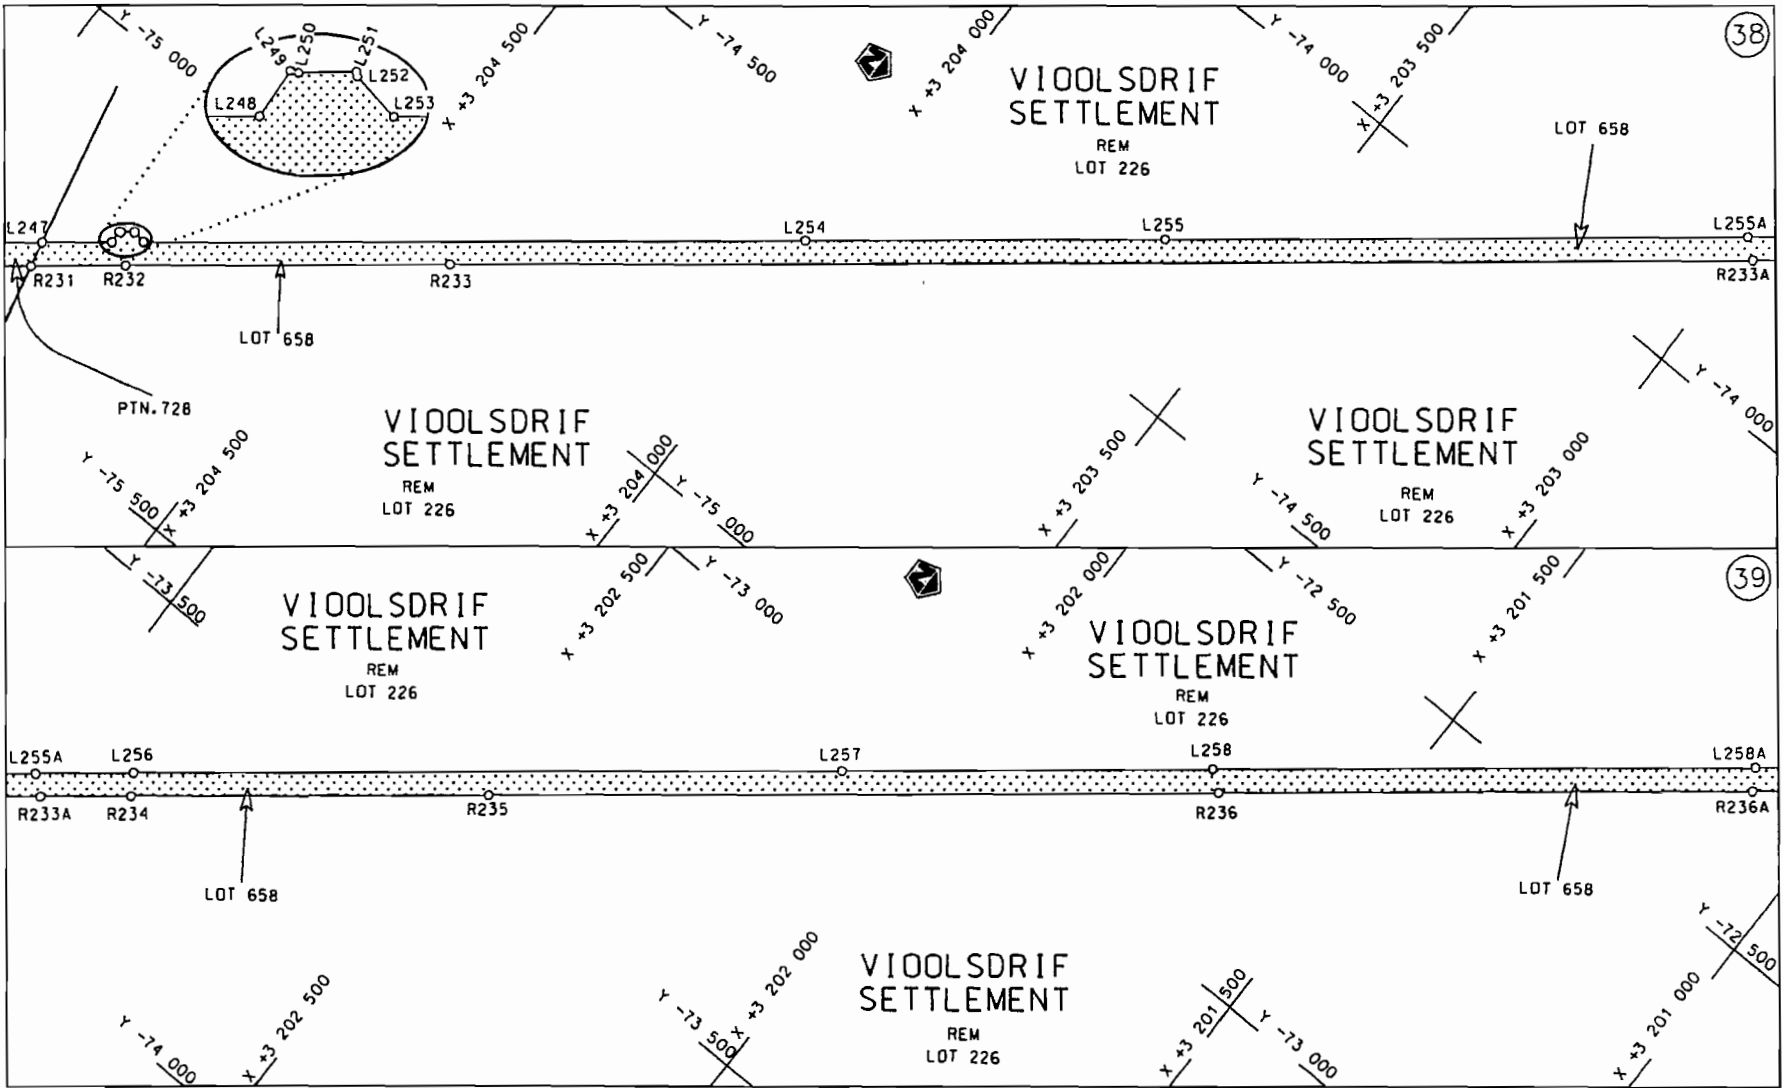 Y -75 000
L249
L250
L251
L252
L248
L253
X +3 204 500
Y -74 500
N
X +3 204 000
VIOOLSDRIF
SETTLEMENT
REM
LOT 226
Y -74 000
X +3 203 500
38
LOT 658
L247
L254
L255
L255A
R231
R232
R233
R233A
LOT 658
PTN.728
VIOOLSDRIF
SETTLEMENT
REM
LOT 226
Y -75 500
X +3 204 500
X +3 204 000
Y -75 000
X +3 203 500
Y -74 500
VIOOLSDRIF
SETTLEMENT
REM
LOT 226
X +3 203 000
Y -74 000
Y -73 500
VIOOLSDRIF
SETTLEMENT
REM
LOT 226
X +3 202 500
Y -73 000
N
X +3 202 000
VIOOLSDRIF
SETTLEMENT
REM
LOT 226
Y -72 500
X +3 201 500
39
L255A
L256
L257
L258
L258A
R233A
R234
R235
R236
R236A
LOT 658
LOT 658
Y -74 000
X +3 202 500
Y -73 500
X +3 202 000
VIOOLSDRIF
SETTLEMENT
REM
LOT 226
X +3 201 500
Y -73 000
X +3 201 000
Y -72 500